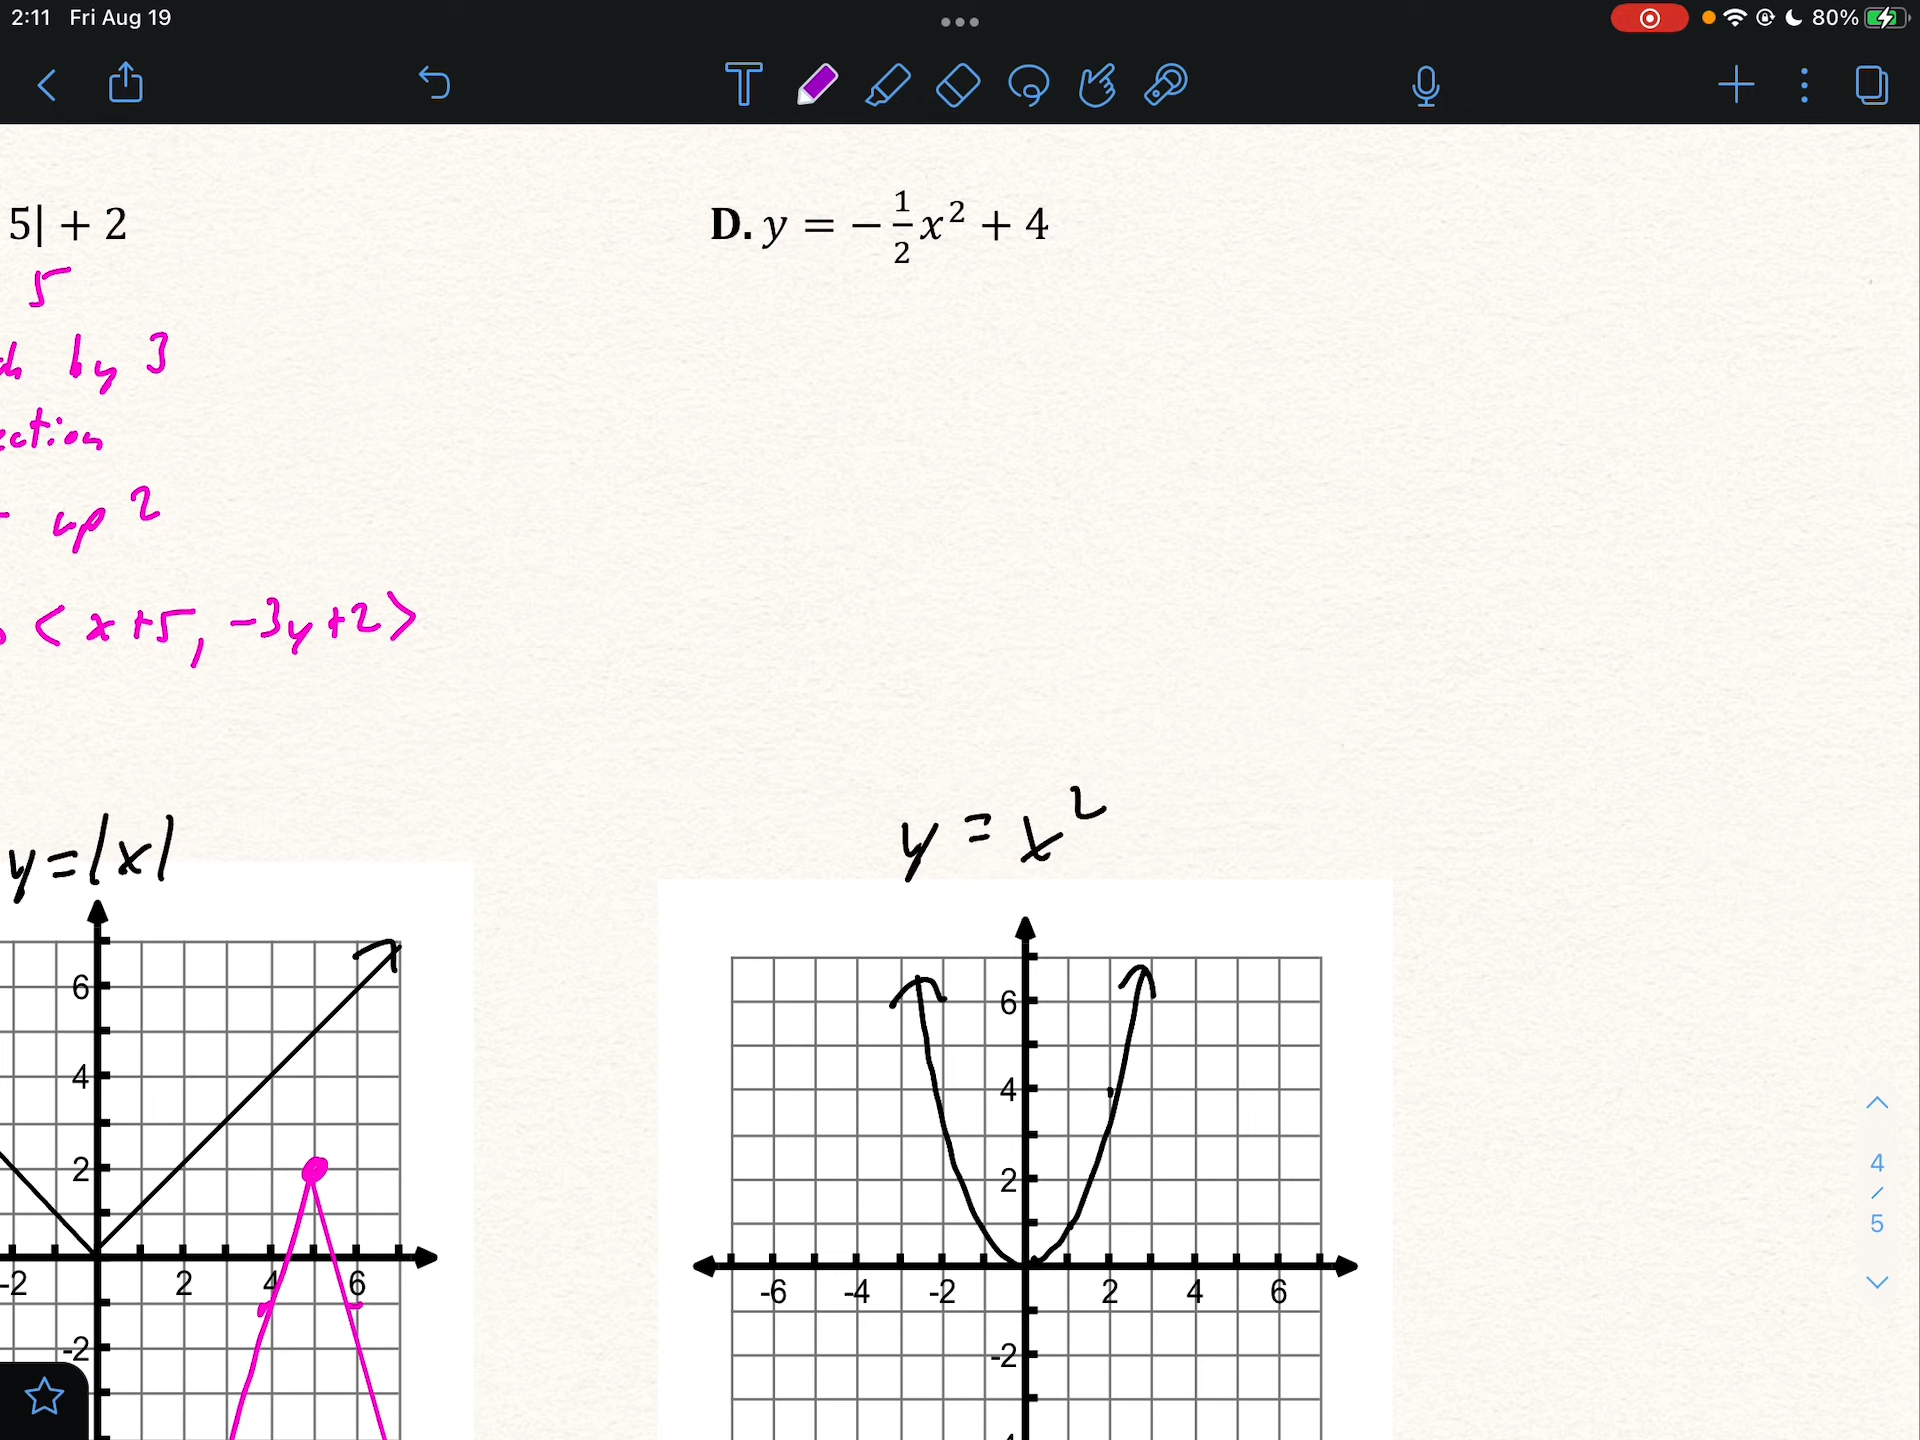 2:11 Fri Aug 19
80%
5| + 2
5
by 3
ection
up 2
< x+5, -3y+2>
y=|x|
6
4
2
-2
2
4
6
-2
D. y = -1/2 x² + 4
y = x²
6
4
2
-6
-4
-2
2
4
6
-2
4
/
5